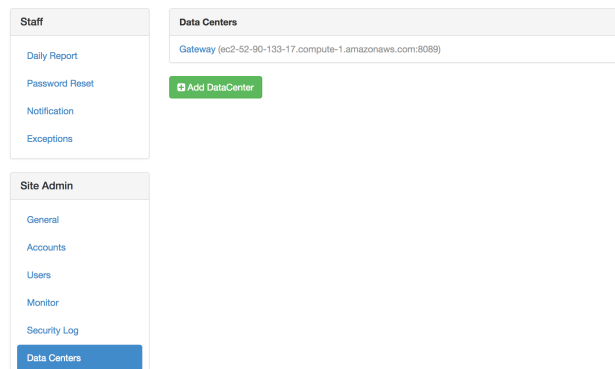 Staff
Daily Report
Password Reset
Notification
Exceptions
Site Admin
General
Accounts
Users
Monitor
Security Log
Data Centers
Data Centers
Gateway (ec2-52-90-133-17.compute-1.amazonaws.com:8089)
Add DataCenter